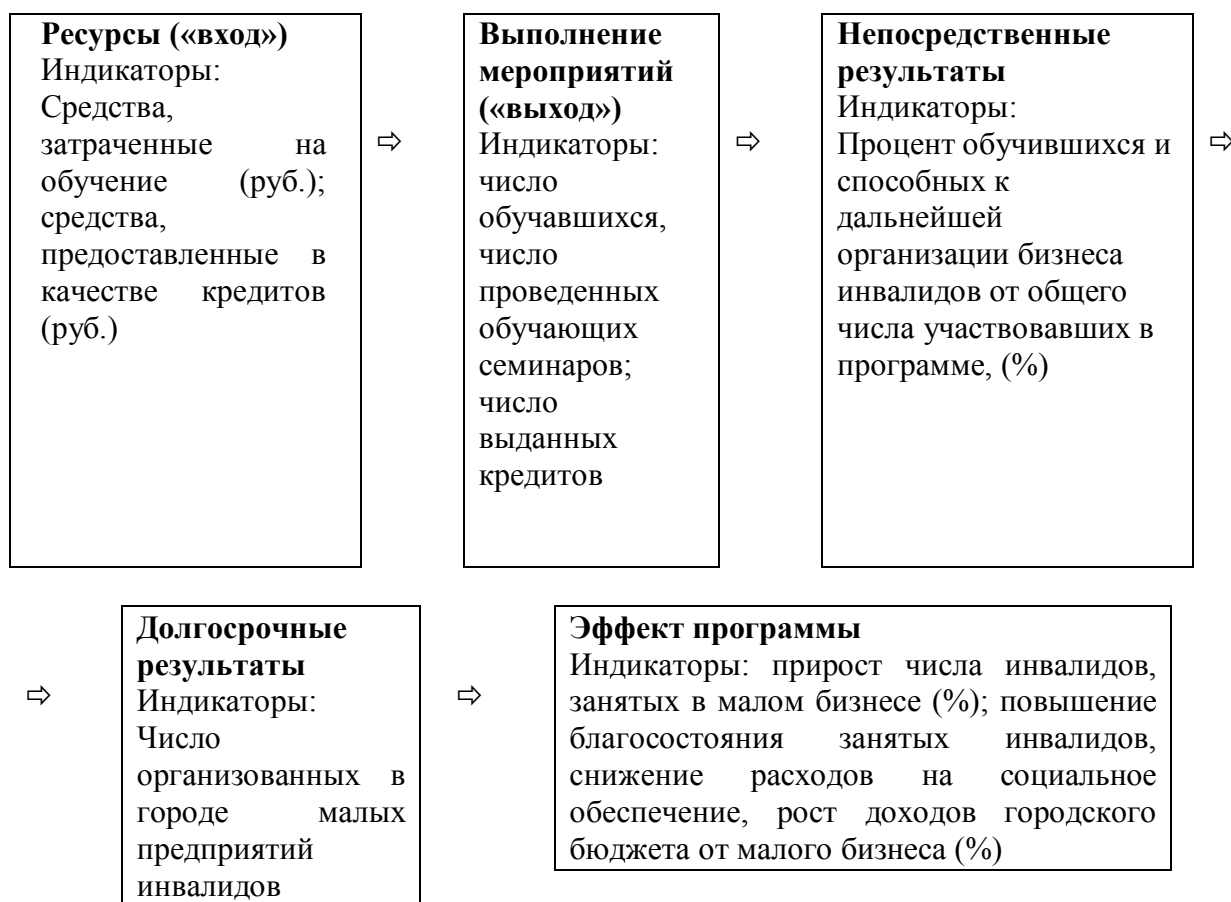 Ресурсы («вход»)
Индикаторы:
Средства,
затраченные на
обучение (руб.);
средства,
предоставленные в
качестве кредитов
(руб.)
⇨
Выполнение
мероприятий
(«выход»)
Индикаторы:
число
обучавшихся,
число
проведенных
обучающих
семинаров;
число
выданных
кредитов
⇨
Непосредственные
результаты
Индикаторы:
Процент обучившихся и
способных к
дальнейшей
организации бизнеса
инвалидов от общего
числа участвовавших в
программе, (%)
⇨
⇨
Долгосрочные
результаты
Индикаторы:
Число
организованных в
городе малых
предприятий
инвалидов
⇨
Эффект программы
Индикаторы: прирост числа инвалидов,
занятых в малом бизнесе (%); повышение
благосостояния занятых инвалидов,
снижение расходов на социальное
обеспечение, рост доходов городского
бюджета от малого бизнеса (%)